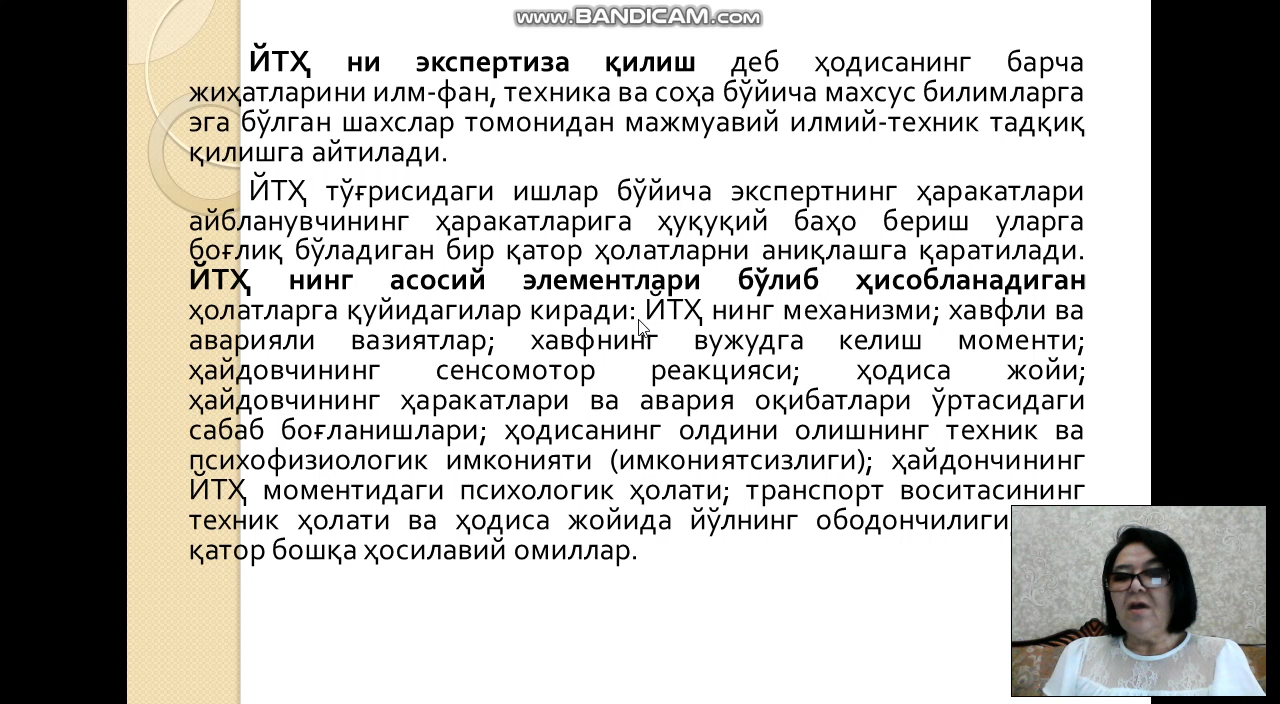 www.BANDICAM.com
ЙТҲ ни экспертиза қилиш деб ҳодисанинг барча
жиҳатларини илм-фан, техника ва соҳа бўйича махсус билимларга
эга бўлган шахслар томонидан мажмуавий илмий-техник тадқиқ
қилишга айтилади.
ЙТҲ тўғрисидаги ишлар бўйича экспертнинг ҳаракатлари
айбланувчининг ҳаракатларига ҳуқуқий баҳо бериш уларга
боғлиқ бўладиган бир қатор ҳолатларни аниқлашга қаратилади.
ЙТҲ нинг асосий элементлари бўлиб ҳисобланадиган
ҳолатларга қуйидагилар киради: ЙТҲ нинг механизми; хавфли ва
аварияли вазиятлар; хавфнинг вужудга келиш моменти;
ҳайдовчининг сенсомотор реакцияси; ҳодиса жойи;
ҳайдовчининг ҳаракатлари ва авария оқибатлари ўртасидаги
сабаб боғланишлари; ҳодисанинг олдини олишнинг техник ва
психофизиологик имконияти (имкониятсизлиги); ҳайдончининг
ЙТҲ моментидаги психологик ҳолати; транспорт воситасининг
техник ҳолати ва ҳодиса жойида йўлнинг ободончилиги
қатор бошқа ҳосилавий омиллар.